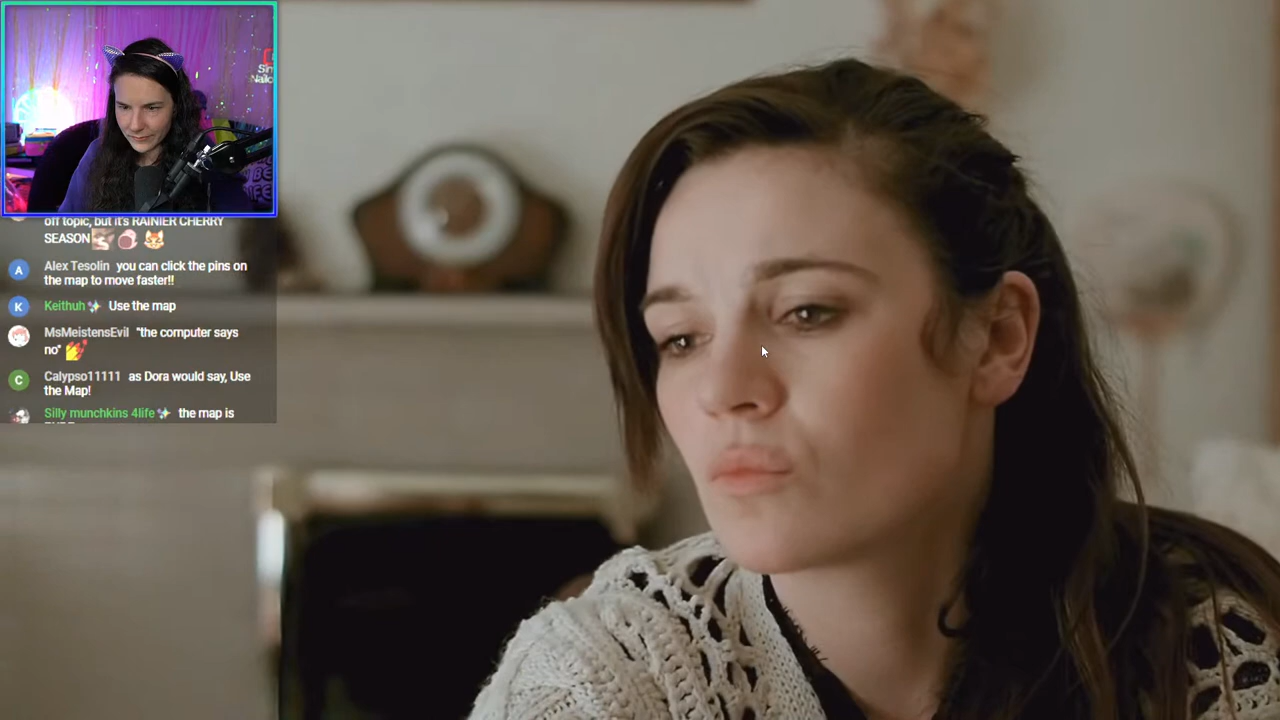 off topic, but it's RAINIER CHERRY
SEASON
Alex Tesolin you can click the pins on
the map to move faster!!
Keithuh Use the map
MsMeistensEvil "the computer says
no"
Calypso11111 as Dora would say, Use
the Map!
Silly munchkins 4life the map is